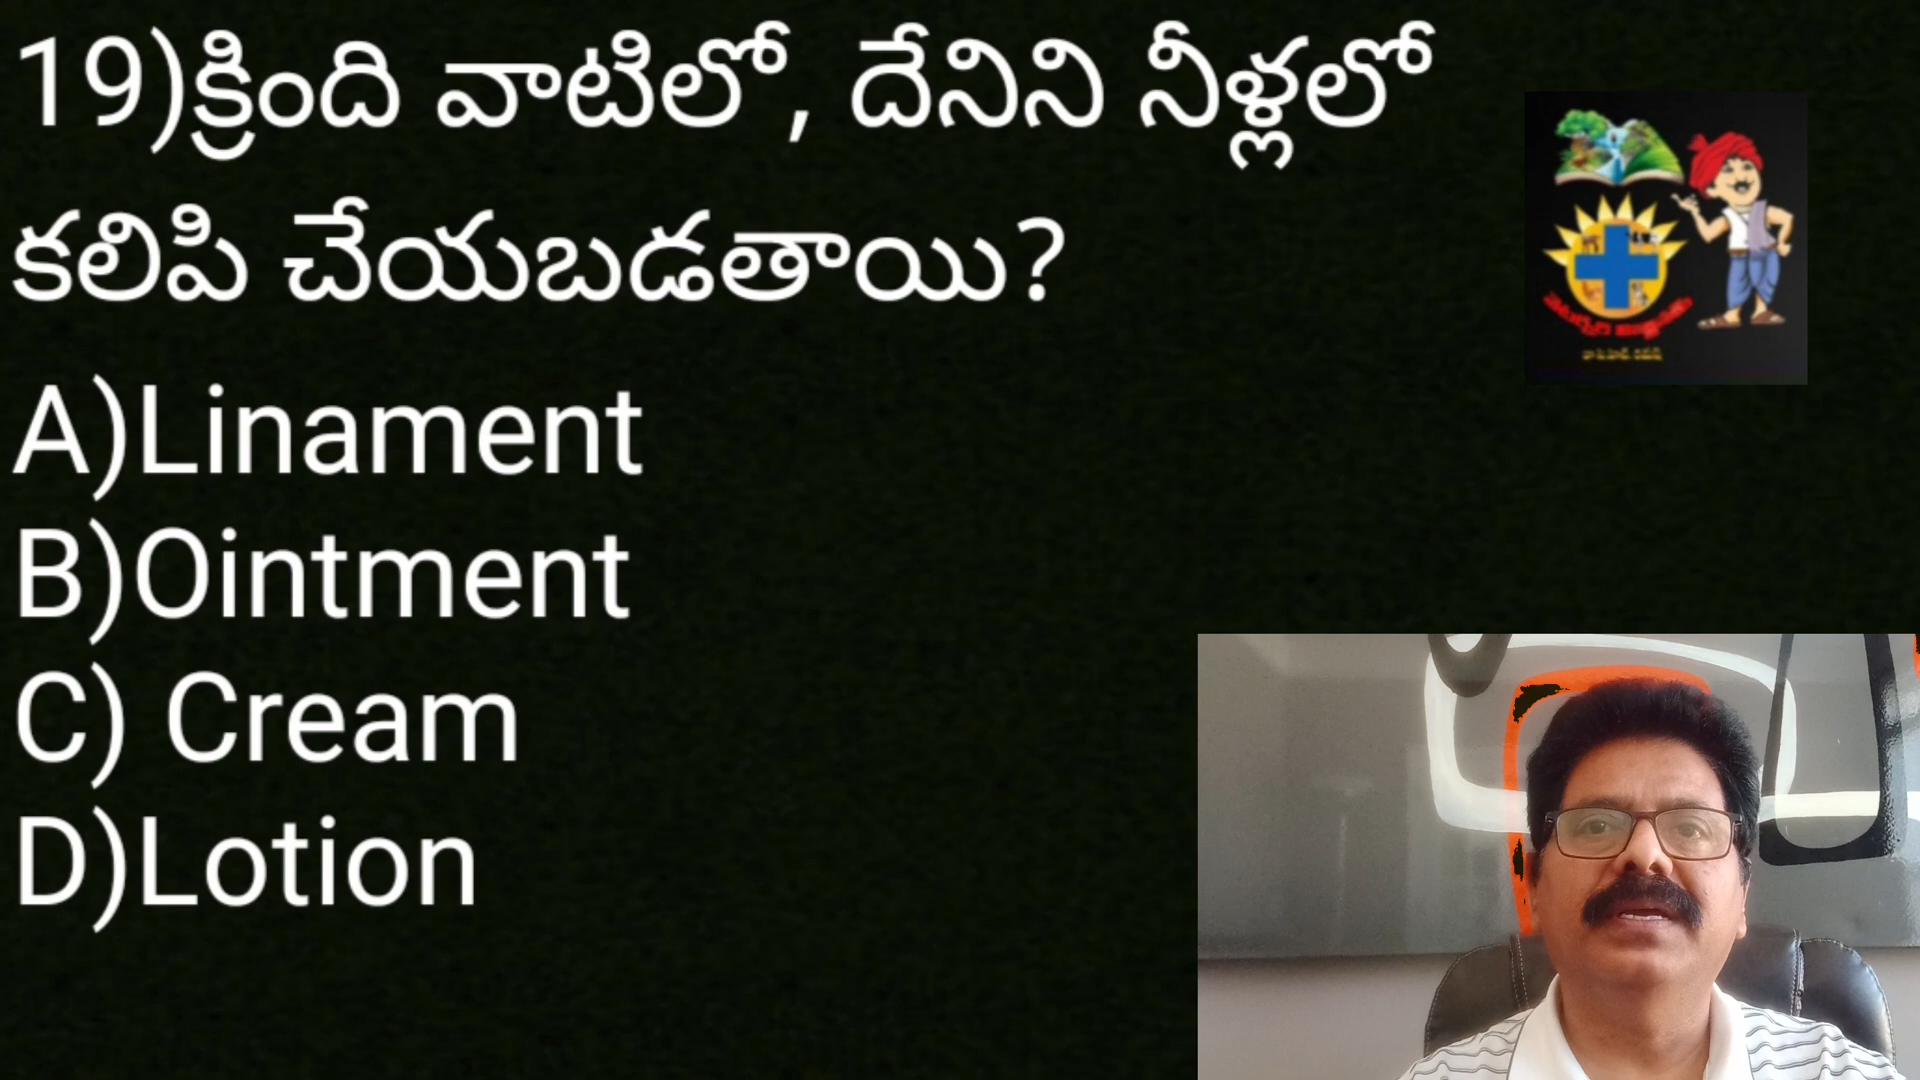 19)క్రింది వాటిలో, దేనిని నీళ్లలో
కలిపి చేయబడతాయి?
A)Linament
B)Ointment
C) Cream
D)Lotion